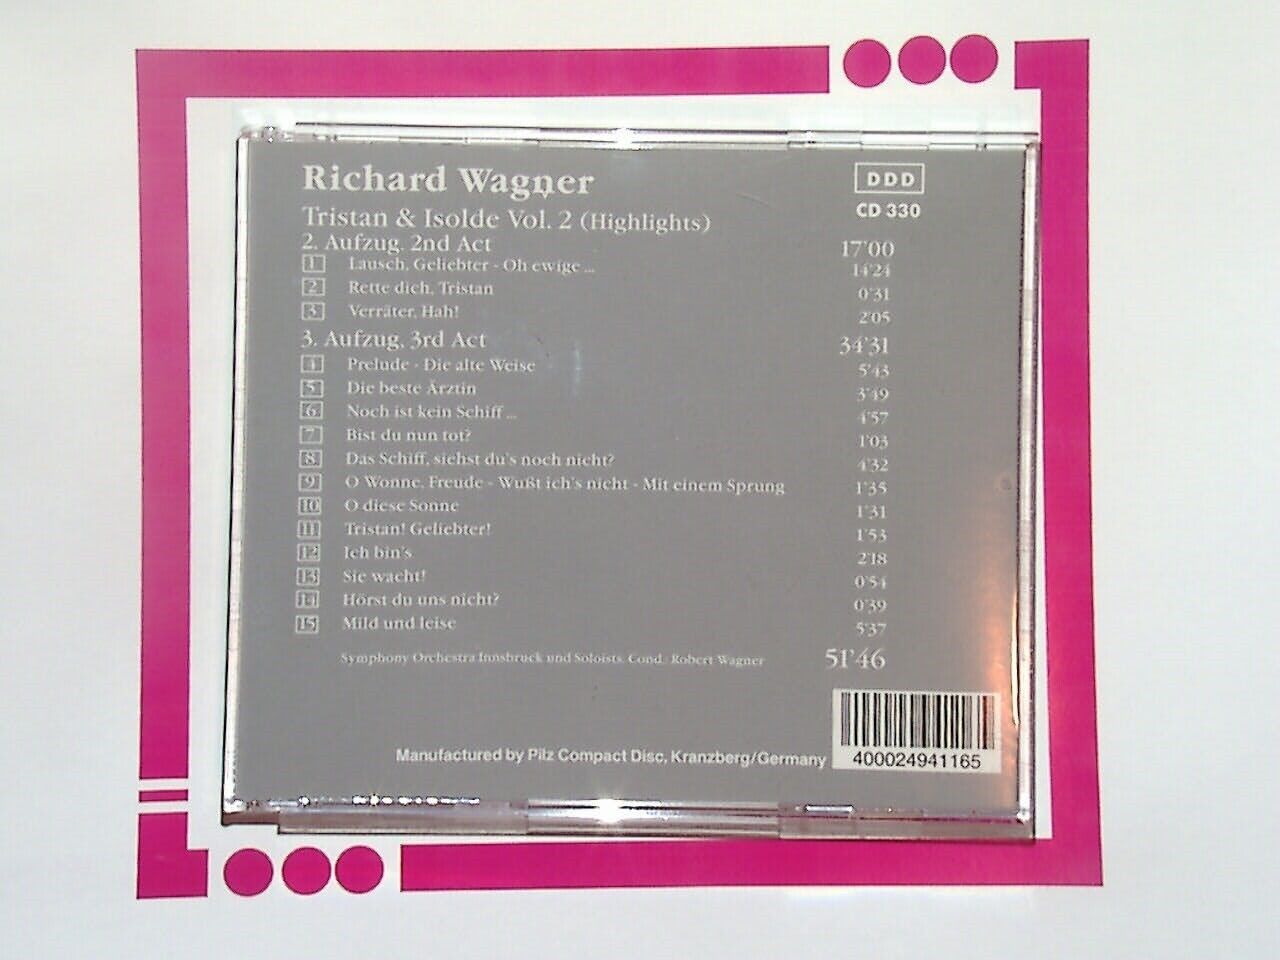 Richard Wagner
DDD
CD 330
Tristan & Isolde Vol. 2 (Highlights)
2. Aufzug, 2nd Act 17'00
1 Lausch, Geliebter - Oh ewige ... 14'24
2 Rette dich, Tristan 0'31
3 Verräter, Hah! 2'05
3. Aufzug, 3rd Act 34'31
4 Prelude - Die alte Weise 5'43
5 Die beste Ärztin 3'49
6 Noch ist kein Schiff ... 4'57
7 Bist du nun tot? 1'03
8 Das Schiff, siehst du's noch nicht? 4'32
9 O Wonne, Freude - Wußt ich's nicht - Mit einem Sprung 1'35
10 O diese Sonne 1'31
11 Tristan! Geliebter! 1'53
12 Ich bin's 2'18
13 Sie wacht! 0'54
14 Hörst du uns nicht? 0'39
15 Mild und leise 5'37
Symphony Orchestra Innsbruck und Soloists, Cond.: Robert Wagner 51'46
Manufactured by Pilz Compact Disc, Kranzberg/Germany
400024941165